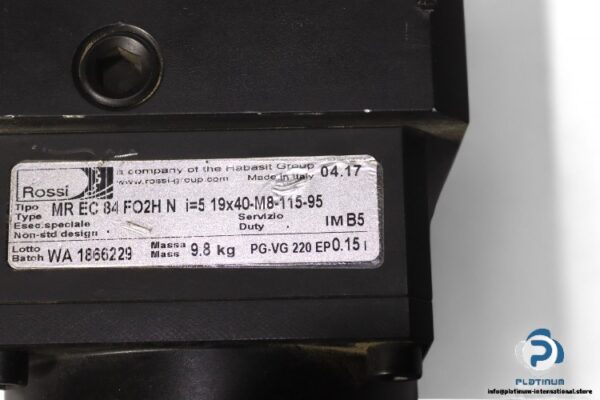 Rossi
a company of the Habasit Group
www.rossi-group.com Made in Italy 04.17
Tipo
Type MR EC 84 FO2H N i=5 19x40-M8-115-95
Esec.speciale Servizio
Non-std design Duty IM B5
Lotto Massa
Batch WA 1866229 Mass 9.8 kg PG-VG 220 EP 0.15 l
PLATINUM
info@platinum-international.store